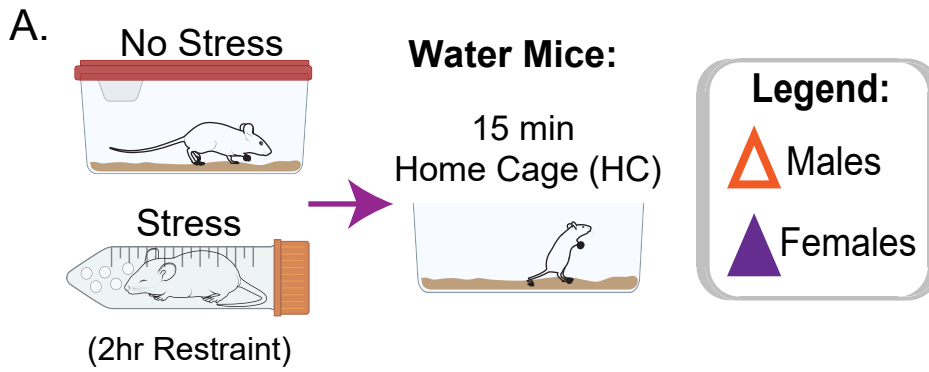 A.
No Stress
Stress
(2hr Restraint)
Water Mice:
15 min
Home Cage (HC)
Legend:
Males
Females